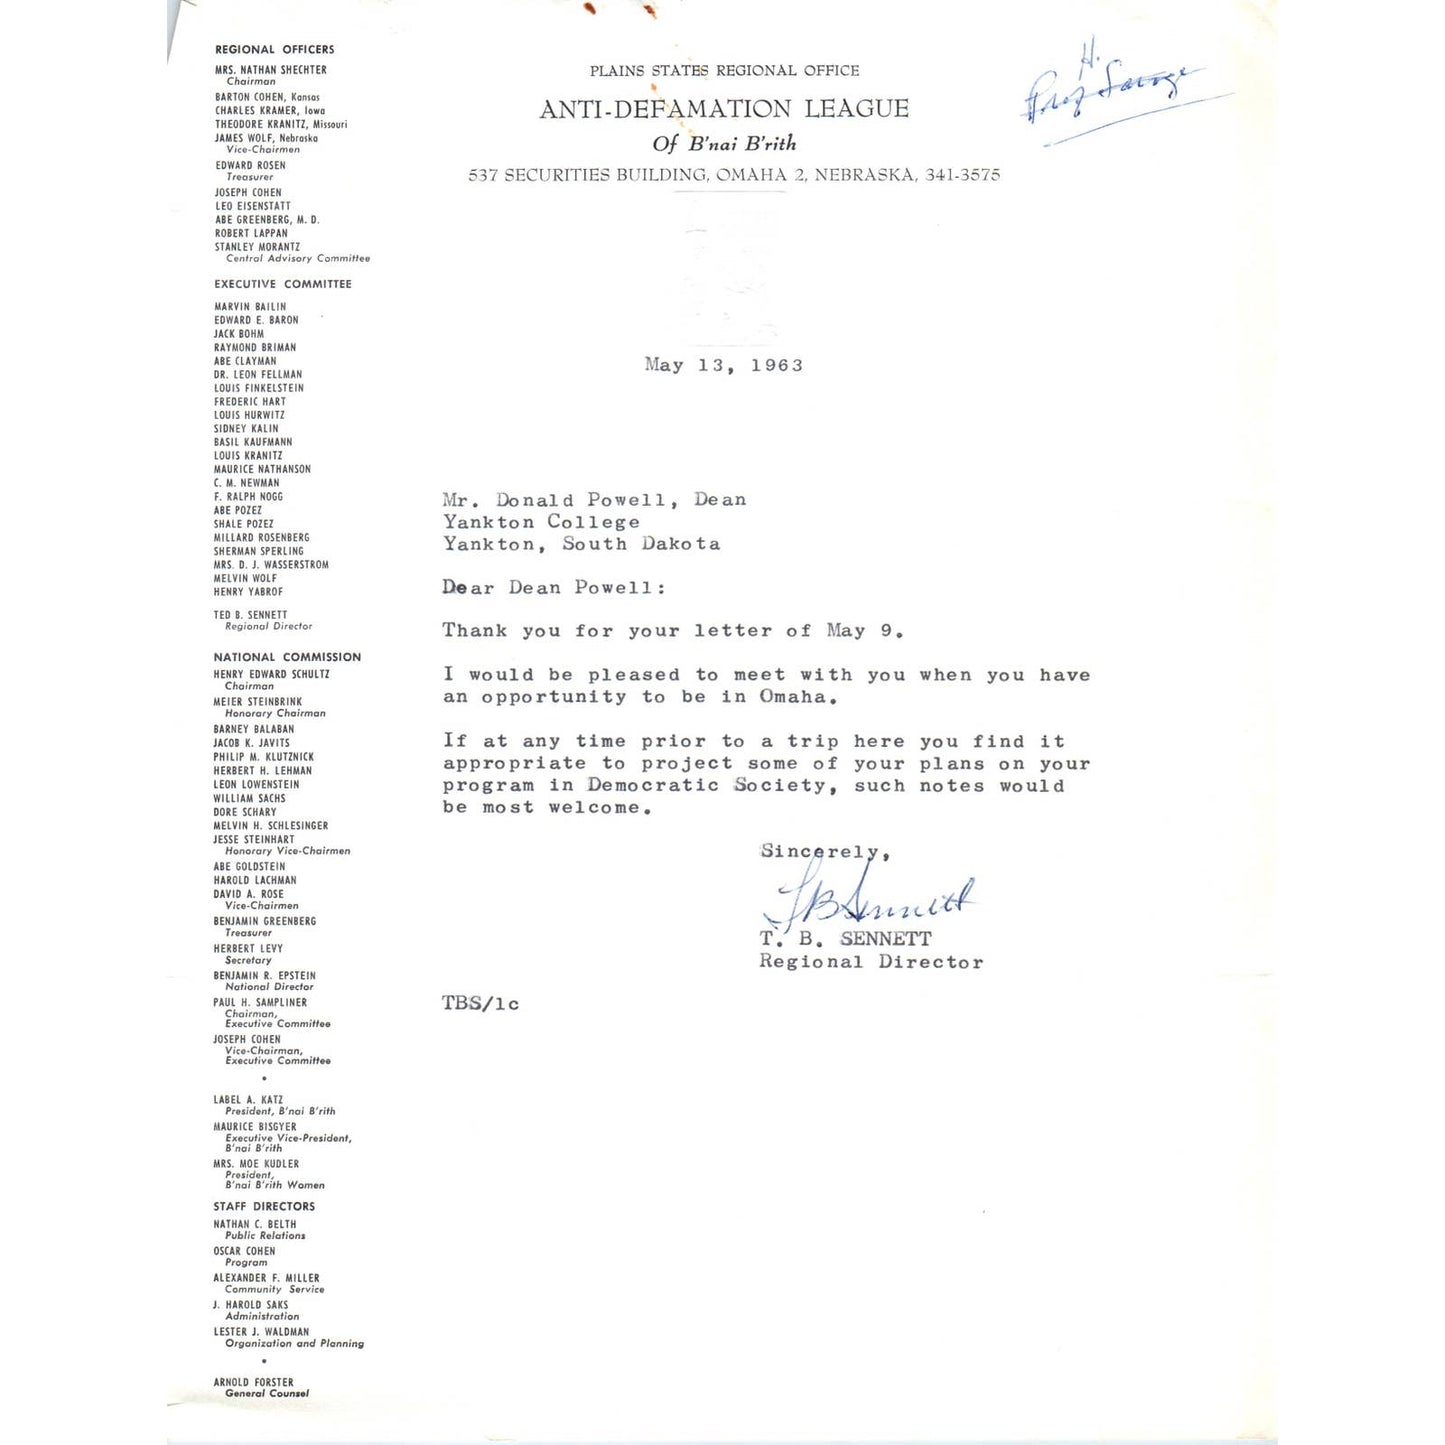 REGIONAL OFFICERS
MRS. NATHAN SHECHTER
Chairman
BARTON COHEN, Kansas
CHARLES KRAMER, Iowa
THEODORE KRANITZ, Missouri
JAMES WOLF, Nebraska
Vice-Chairmen
EDWARD ROSEN
Treasurer
JOSEPH COHEN
LEO EISENSTATT
ABE GREENBERG, M. D.
ROBERT LAPPAN
STANLEY MORANTZ
Central Advisory Committee
EXECUTIVE COMMITTEE
MARVIN BAILIN
EDWARD E. BARON
JACK BOHM
RAYMOND BRIMAN
ABE CLAYMAN
DR. LEON FELLMAN
LOUIS FINKELSTEIN
FREDERIC HART
LOUIS HURWITZ
SIDNEY KALIN
BASIL KAUFMANN
LOUIS KRANITZ
MAURICE NATHANSON
C. M. NEWMAN
F. RALPH NOGG
ABE POZEZ
SHALE POZEZ
MILLARD ROSENBERG
SHERMAN SPERLING
MRS. D. J. WASSERSTROM
MELVIN WOLF
HENRY YABROF
TED B. SENNETT
Regional Director
NATIONAL COMMISSION
HENRY EDWARD SCHULTZ
Chairman
MEIER STEINBRINK
Honorary Chairman
BARNEY BALABAN
JACOB K. JAVITS
PHILIP M. KLUTZNICK
HERBERT H. LEHMAN
LEON LOWENSTEIN
WILLIAM SACHS
DORE SCHARY
MELVIN H. SCHLESINGER
JESSE STEINHART
Honorary Vice-Chairmen
ABE GOLDSTEIN
HAROLD LACHMAN
DAVID A. ROSE
Vice-Chairmen
BENJAMIN GREENBERG
Treasurer
HERBERT LEVY
Secretary
BENJAMIN R. EPSTEIN
National Director
PAUL H. SAMPLINER
Chairman,
Executive Committee
JOSEPH COHEN
Vice-Chairman,
Executive Committee
•
LABEL A. KATZ
President, B'nai B'rith
MAURICE BISGYER
Executive Vice-President,
B'nai B'rith
MRS. MOE KUDLER
President,
B'nai B'rith Women
STAFF DIRECTORS
NATHAN C. BELTH
Public Relations
OSCAR COHEN
Program
ALEXANDER F. MILLER
Community Service
J. HAROLD SAKS
Administration
LESTER J. WALDMAN
Organization and Planning
•
ARNOLD FORSTER
General Counsel
PLAINS STATES REGIONAL OFFICE
ANTI-DEFAMATION LEAGUE
Of B'nai B'rith
537 SECURITIES BUILDING, OMAHA 2, NEBRASKA, 341-3575
H.
May 13, 1963
Mr. Donald Powell, Dean
Yankton College
Yankton, South Dakota
Dear Dean Powell:
Thank you for your letter of May 9.
I would be pleased to meet with you when you have
an opportunity to be in Omaha.
If at any time prior to a trip here you find it
appropriate to project some of your plans on your
program in Democratic Society, such notes would
be most welcome.
Sincerely,
TBSennett
T. B. SENNETT
Regional Director
TBS/lc